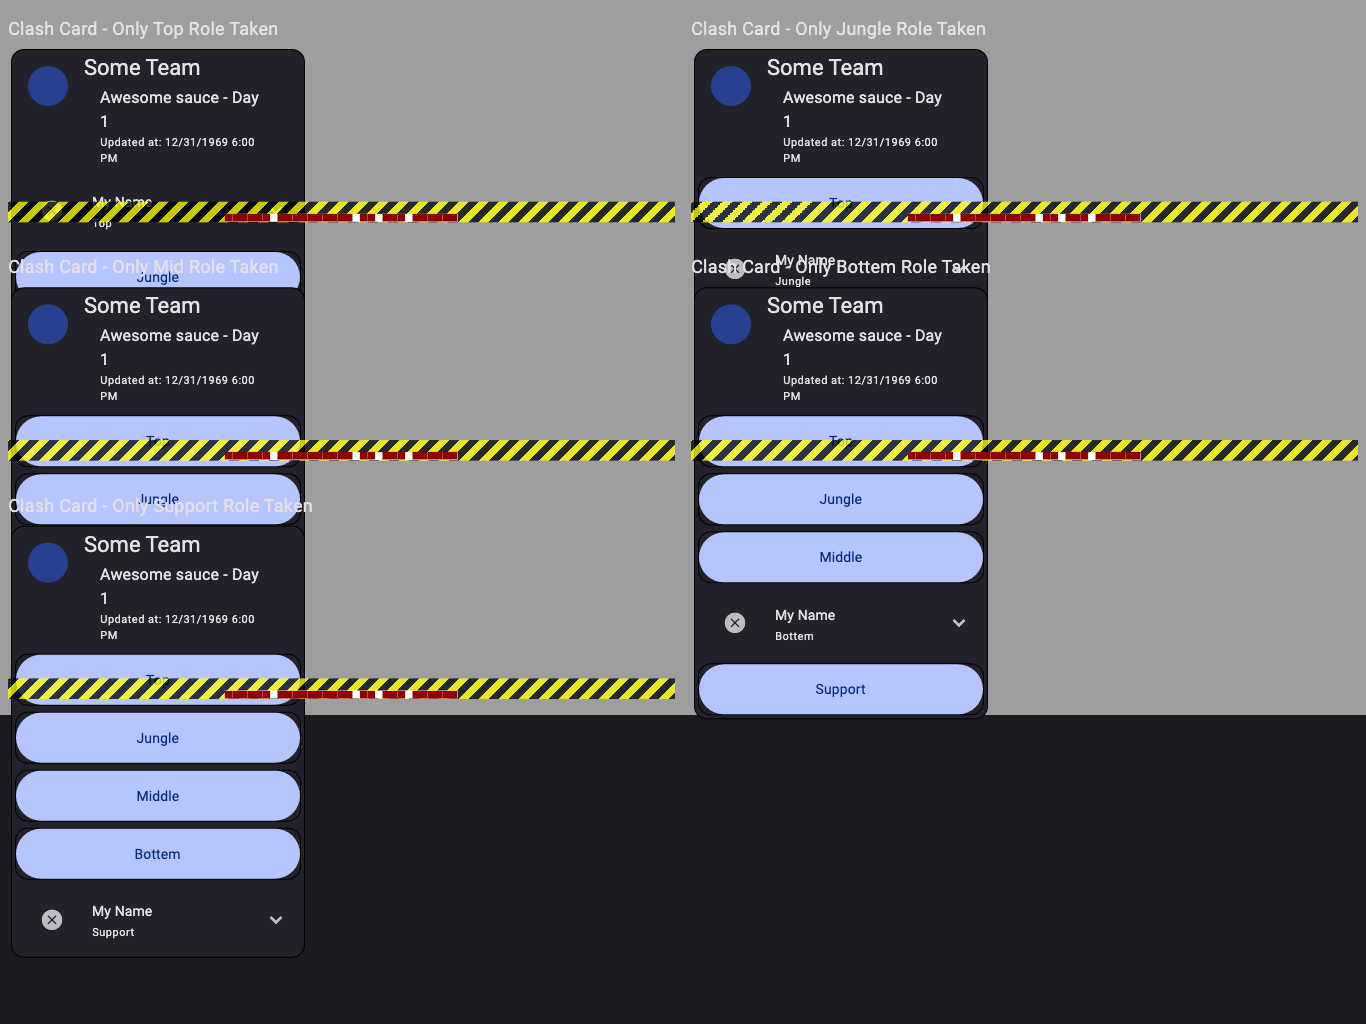 Clash Card - Only Top Role Taken
Some Team
Awesome sauce - Day
1
Updated at: 12/31/1969 6:00
PM
My Name
Top
Jungle
Clash Card - Only Jungle Role Taken
Some Team
Awesome sauce - Day
1
Updated at: 12/31/1969 6:00
PM
Top
My Name
Jungle
Clash Card - Only Mid Role Taken
Some Team
Awesome sauce - Day
1
Updated at: 12/31/1969 6:00
PM
Top
Jungle
Clash Card - Only Bottem Role Taken
Some Team
Awesome sauce - Day
1
Updated at: 12/31/1969 6:00
PM
Top
Jungle
Middle
My Name
Bottem
Support
Clash Card - Only Support Role Taken
Some Team
Awesome sauce - Day
1
Updated at: 12/31/1969 6:00
PM
Top
Jungle
Middle
Bottem
My Name
Support